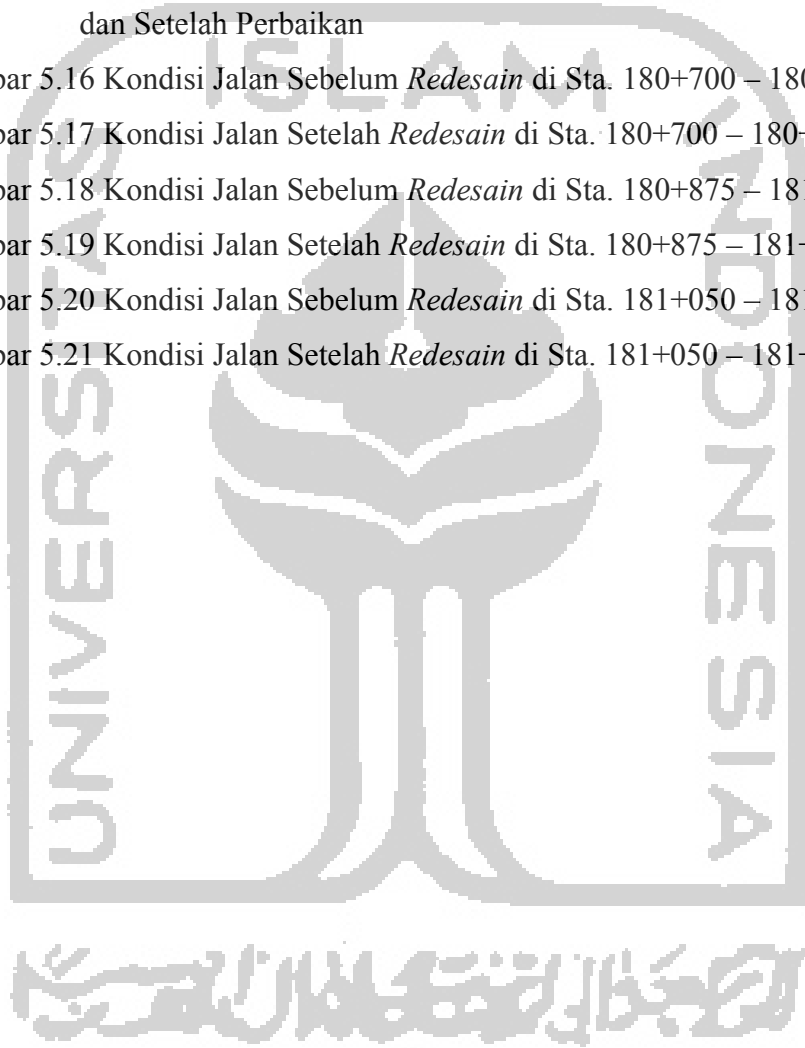 dan Setelah Perbaikan
bar 5.16 Kondisi Jalan Sebelum Redesain di Sta. 180+700 – 180
bar 5.17 Kondisi Jalan Setelah Redesain di Sta. 180+700 – 180+
bar 5.18 Kondisi Jalan Sebelum Redesain di Sta. 180+875 – 181
bar 5.19 Kondisi Jalan Setelah Redesain di Sta. 180+875 – 181+
bar 5.20 Kondisi Jalan Sebelum Redesain di Sta. 181+050 – 181
bar 5.21 Kondisi Jalan Setelah Redesain di Sta. 181+050 – 181+
UNIVERSITAS
ISLAM
INDONESIA